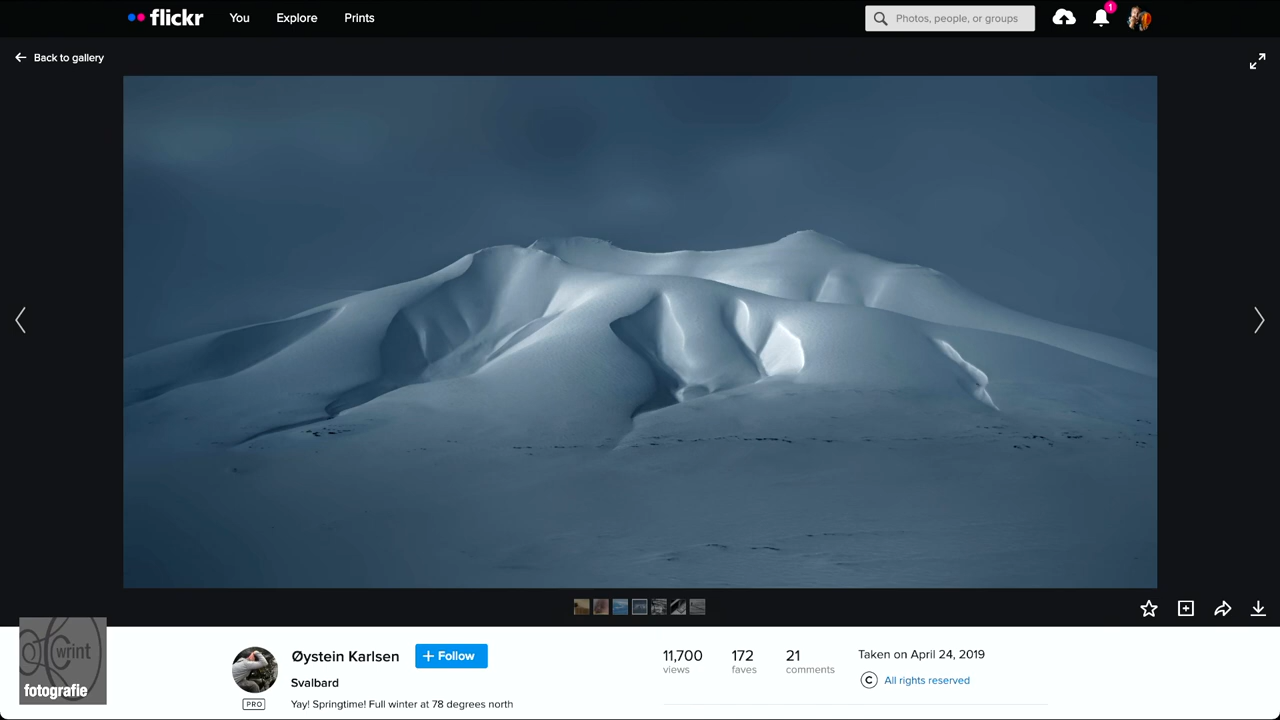 flickr
You
Explore
Prints
Photos, people, or groups
1
Back to gallery
wrint
fotografie
Øystein Karlsen
+ Follow
Svalbard
PRO
Yay! Springtime! Full winter at 78 degrees north
11,700
views
172
faves
21
comments
Taken on April 24, 2019
© All rights reserved